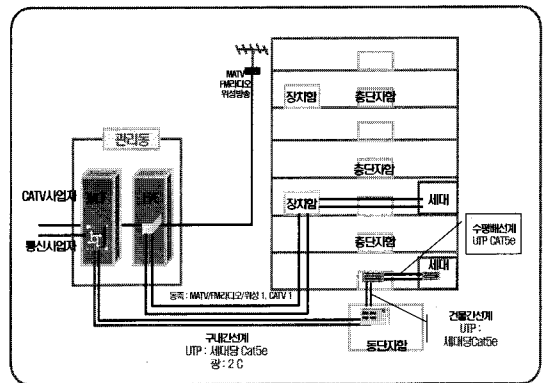 MATV
FM라디오
위성방송
장치함
층단자함
관리동
층단자함
CATV사업자
통신사업자
장치함
세대
수평배선계
UTP CAT5e
층단자함
세대
동축 : MATV/FM라디오/위성 1, CATV 1
구내간선계
UTP : 세대당 Cat5e
광 : 2 C
동단자함
건물간선계
UTP :
세대당Cat5e